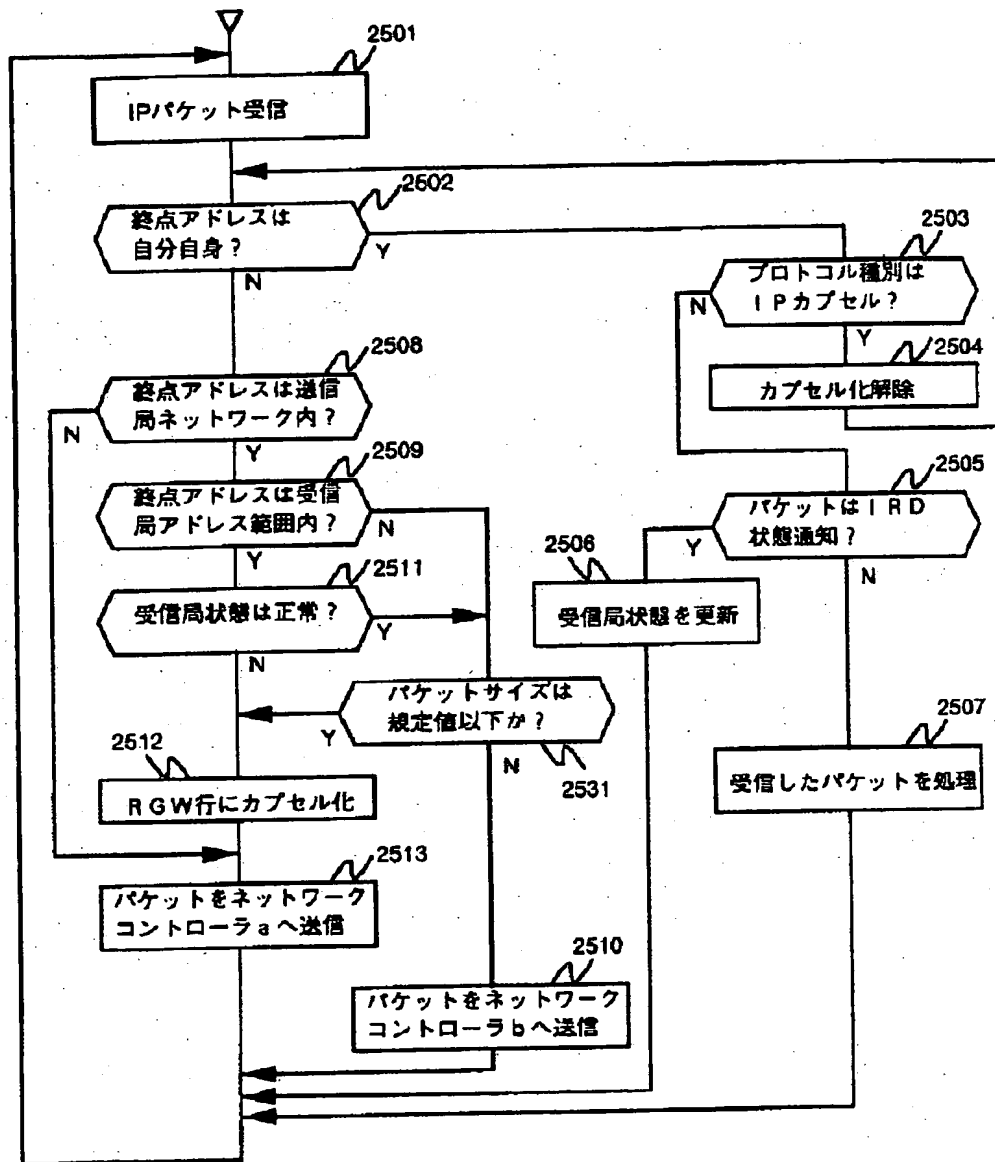 2501
IPパケット受信
2502
終点アドレスは
自分自身?
Y
N
2503
プロトコル種別は
IPカプセル?
N
Y
2504
カプセル化解除
2508
終点アドレスは送信
局ネットワーク内?
N
Y
2509
終点アドレスは受信
局アドレス範囲内?
N
Y
2505
パケットはIRD
状態通知?
Y
N
2506
受信局状態を更新
2511
受信局状態は正常?
Y
N
パケットサイズは
規定値以下か?
Y
N
2531
2507
受信したパケットを処理
2512
RGW行にカプセル化
2513
パケットをネットワーク
コントローラaへ送信
2510
パケットをネットワーク
コントローラbへ送信